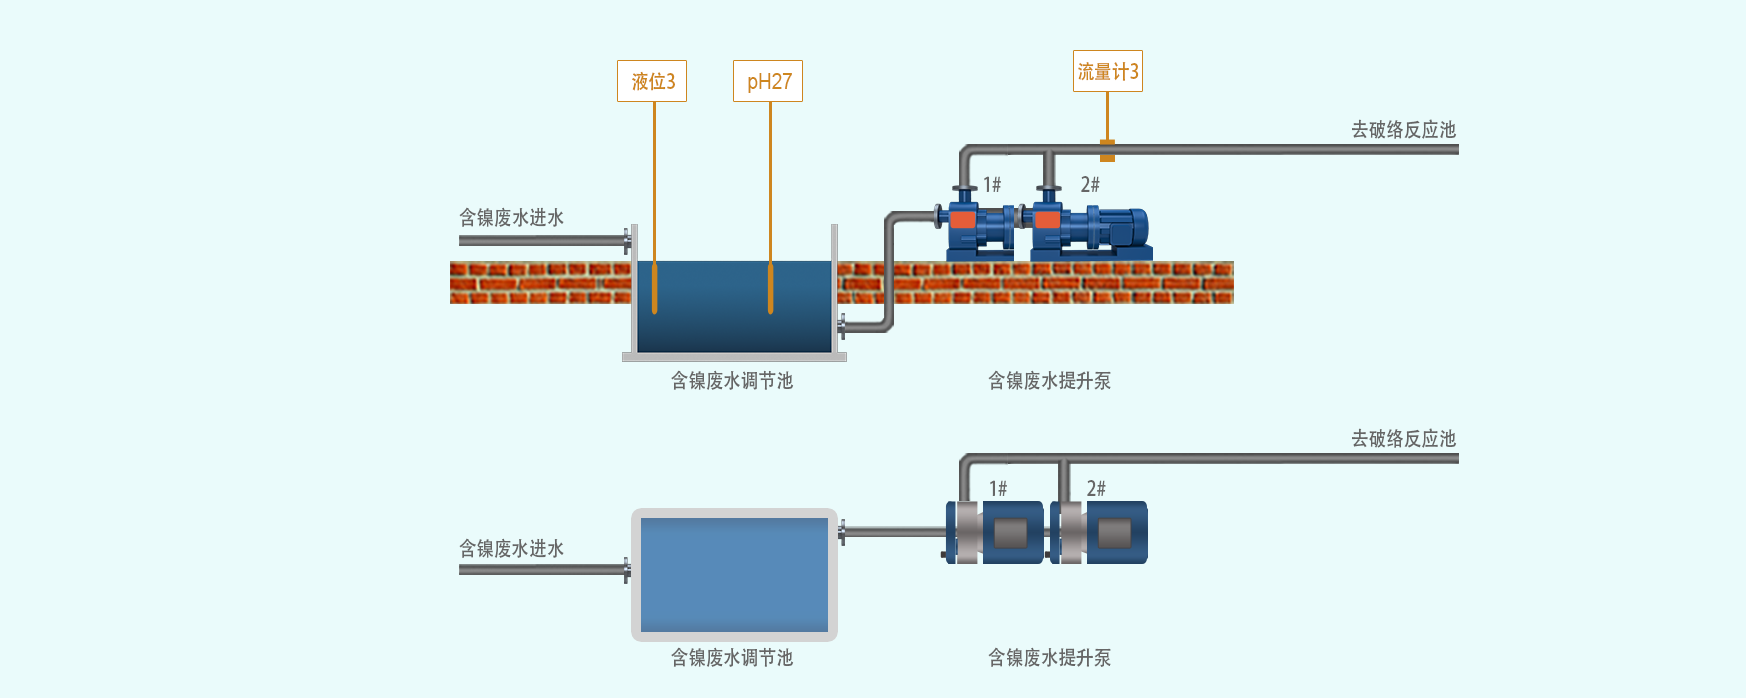 液位3
pH27
流量计3
去破络反应池
1#
2#
含镍废水进水
含镍废水调节池
含镍废水提升泵
去破络反应池
1#
2#
含镍废水进水
含镍废水调节池
含镍废水提升泵